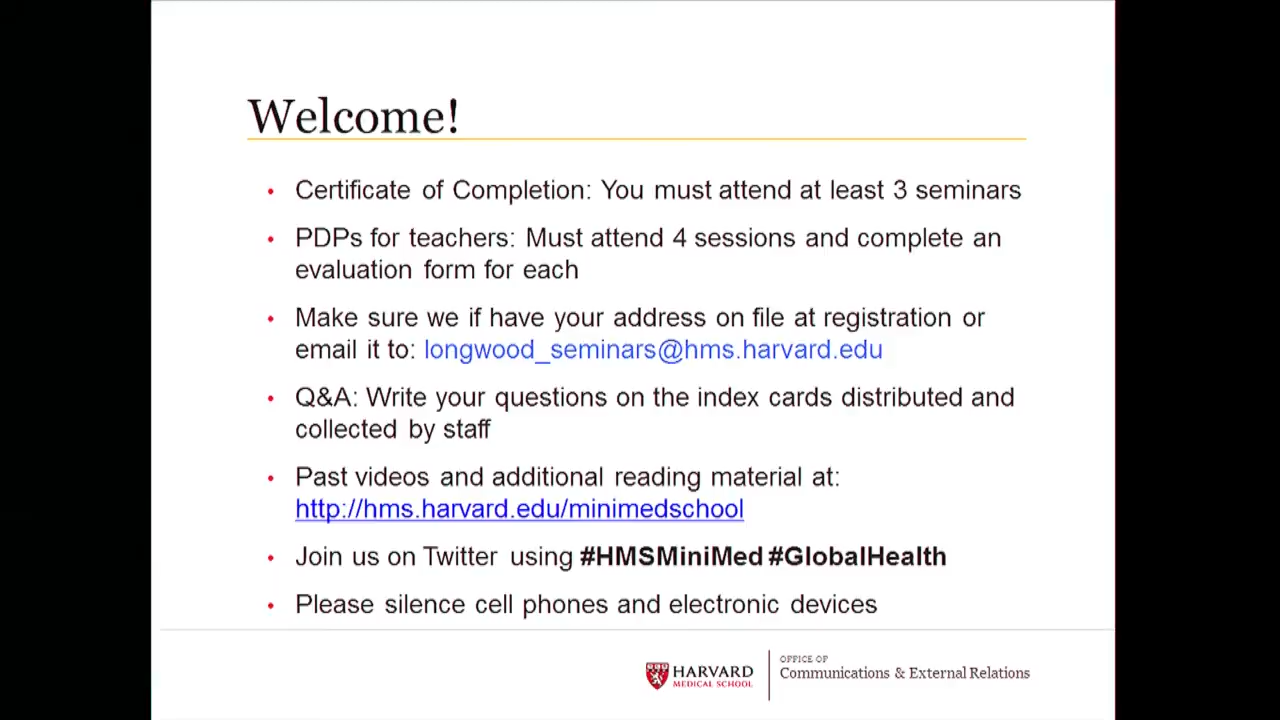 Welcome!
• Certificate of Completion: You must attend at least 3 seminars
• PDPs for teachers: Must attend 4 sessions and complete an
evaluation form for each
• Make sure we if have your address on file at registration or
email it to: longwood_seminars@hms.harvard.edu
• Q&A: Write your questions on the index cards distributed and
collected by staff
• Past videos and additional reading material at:
http://hms.harvard.edu/minimedschool
• Join us on Twitter using #HMSMiniMed #GlobalHealth
• Please silence cell phones and electronic devices
HARVARD
MEDICAL SCHOOL
OFFICE OF
Communications & External Relations